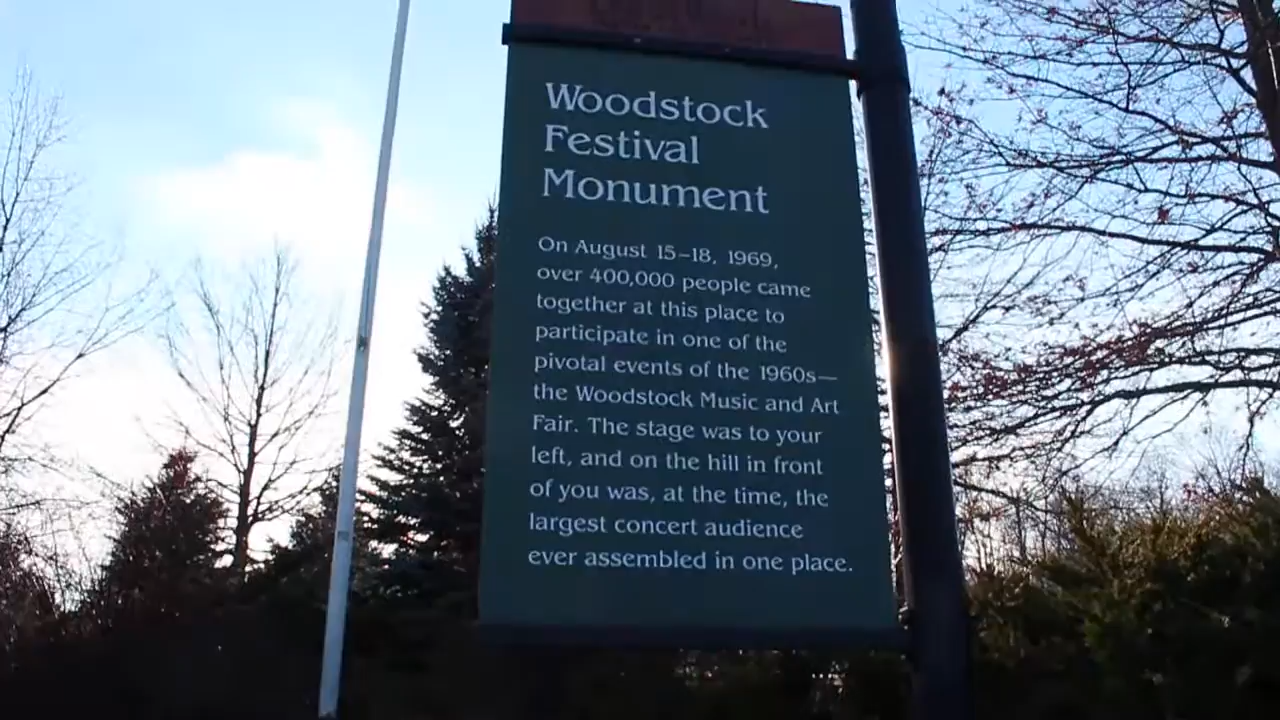 Woodstock
Festival
Monument
On August 15–18, 1969,
over 400,000 people came
together at this place to
participate in one of the
pivotal events of the 1960s—
the Woodstock Music and Art
Fair. The stage was to your
left, and on the hill in front
of you was, at the time, the
largest concert audience
ever assembled in one place.